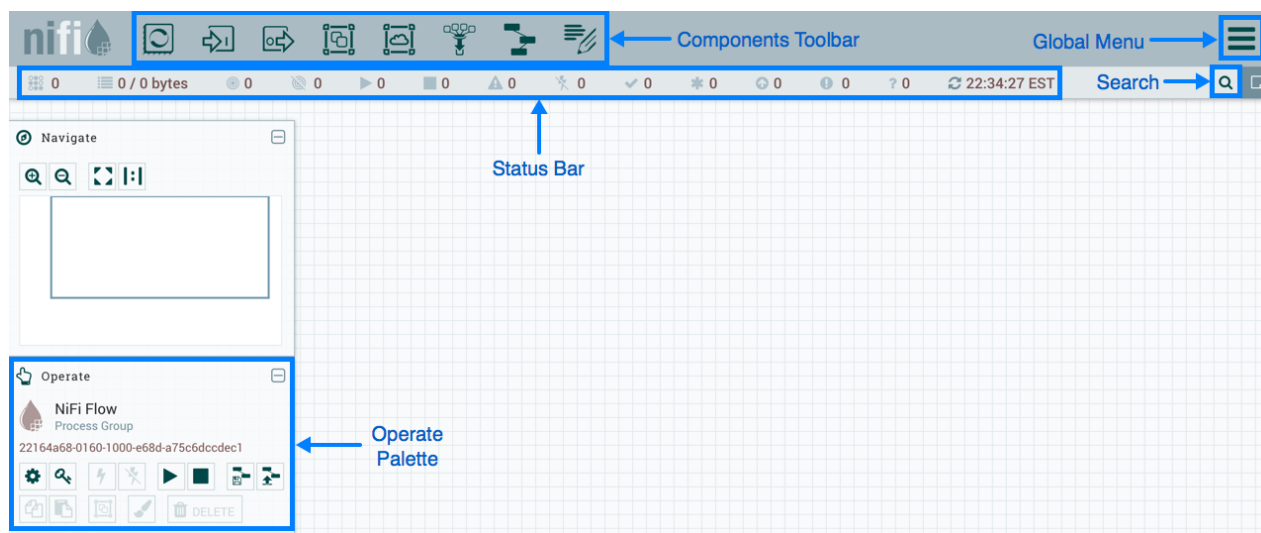 nifi
Components Toolbar
Global Menu
0
0 / 0 bytes
0
0
0
0
0
0
0
0
0
0
? 0
22:34:27 EST
Search
Navigate
Status Bar
Operate
NiFi Flow
Process Group
22164a68-0160-1000-e68d-a75c6dccdec1
Operate
Palette
DELETE